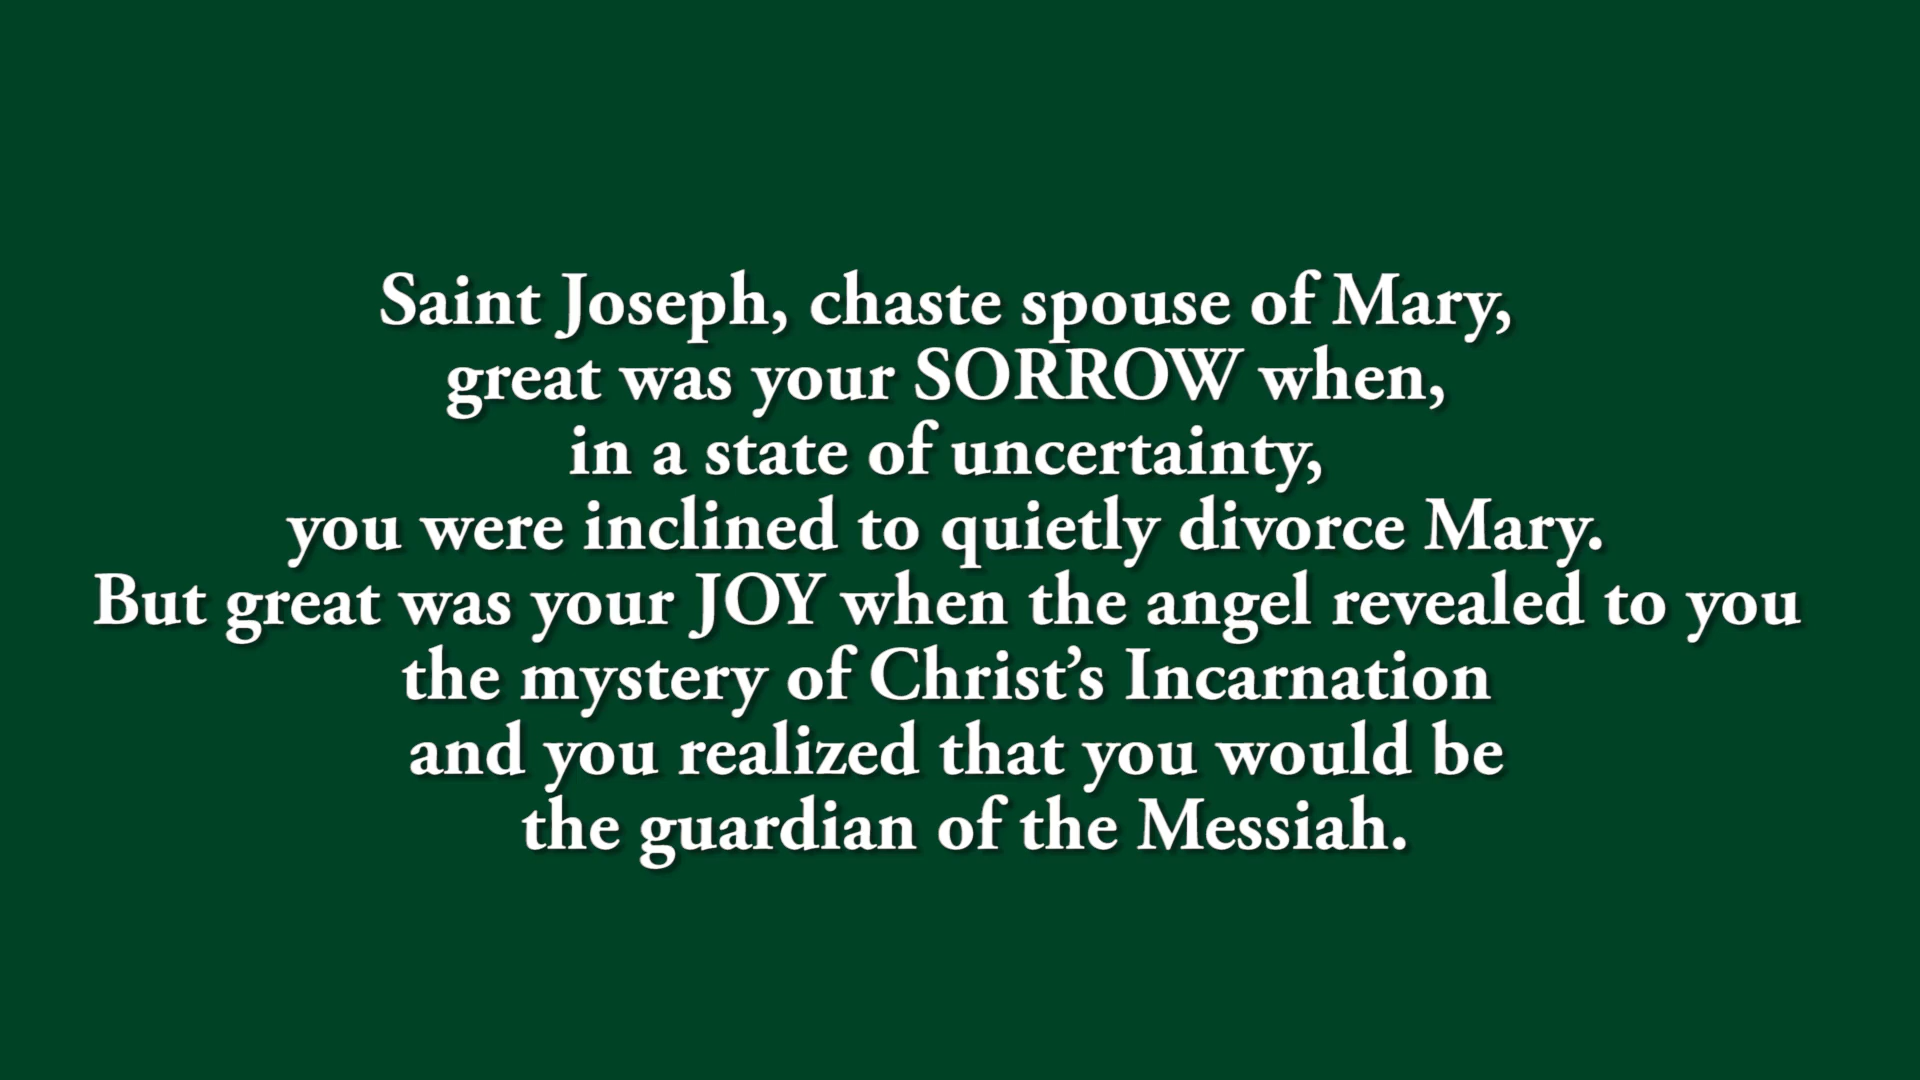 Saint Joseph, chaste spouse of Mary,
great was your SORROW when,
in a state of uncertainty,
you were inclined to quietly divorce Mary.
But great was your JOY when the angel revealed to you
the mystery of Christ’s Incarnation
and you realized that you would be
the guardian of the Messiah.